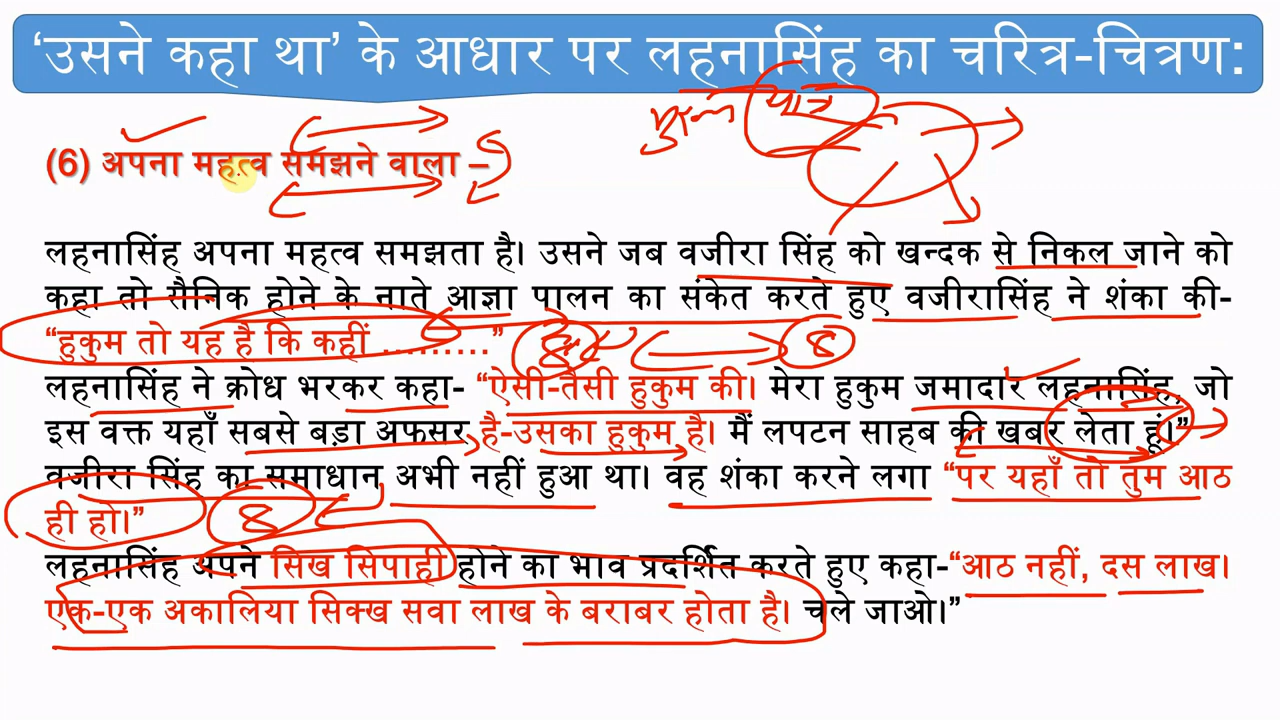 ‘उसने कहा था’ के आधार पर लहनासिंह का चरित्र-चित्रण:
पात्र
(6) अपना महत्व समझने वाला –
लहनासिंह अपना महत्व समझता है। उसने जब वजीरा सिंह को खन्दक से निकल जाने को
कहा तो सैनिक होने के नाते आज्ञा पालन का संकेत करते हुए वजीरासिंह ने शंका की-
“हुकुम तो यह है कि कहीं ………”
8
8
लहनासिंह ने क्रोध भरकर कहा- “ऐसी-तैसी हुकुम की। मेरा हुकुम जमादार लहनासिंह, जो
इस वक्त यहाँ सबसे बड़ा अफसर है-उसका हुकुम है। मैं लपटन साहब की खबर लेता हूं।”
वजीरा सिंह का समाधान अभी नहीं हुआ था। वह शंका करने लगा “पर यहाँ तो तुम आठ
ही हो।”
8
लहनासिंह अपने सिख सिपाही होने का भाव प्रदर्शित करते हुए कहा-“आठ नहीं, दस लाख।
एक-एक अकालिया सिक्ख सवा लाख के बराबर होता है। चले जाओ।”